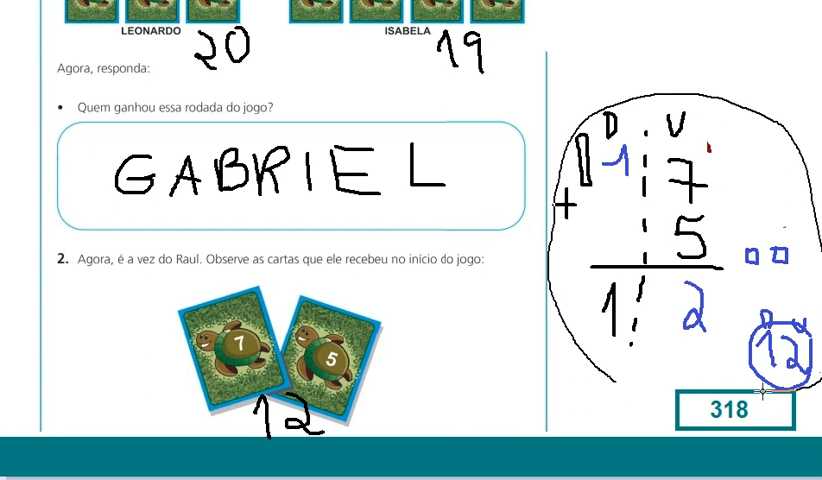 LEONARDO
ISABELA
20
19
Agora, responda:
• Quem ganhou essa rodada do jogo?
GABRIEL
2. Agora, é a vez do Raul. Observe as cartas que ele recebeu no início do jogo:
7
5
12
D U
1 7
+ 5
1 2
D U
12
318